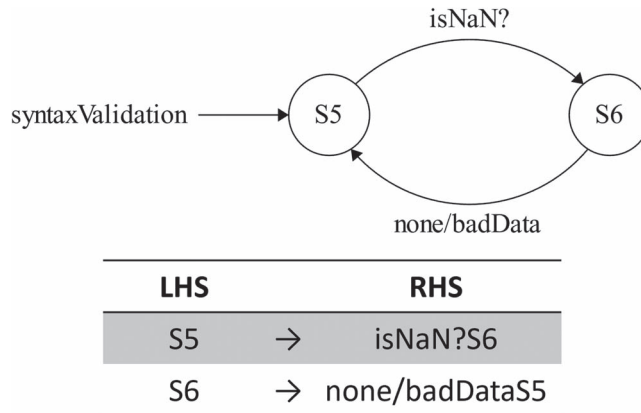 isNaN?
syntaxValidation S5 S6
none/badData
LHS RHS
S5 → isNaN?S6
S6 → none/badDataS5